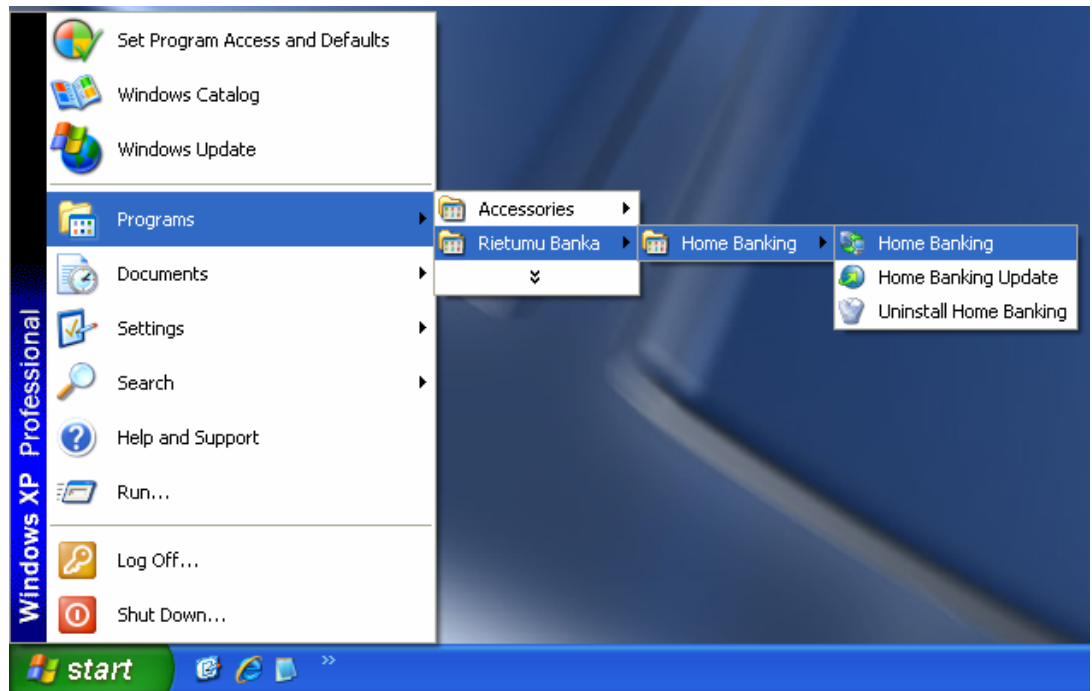 Set Program Access and Defaults
Windows Catalog
Windows Update
Programs
Documents
Settings
Search
Help and Support
Run...
Log Off...
Shut Down...
Windows XP Professional
Accessories
Rietumu Banka
Home Banking
Home Banking
Home Banking Update
Uninstall Home Banking
start